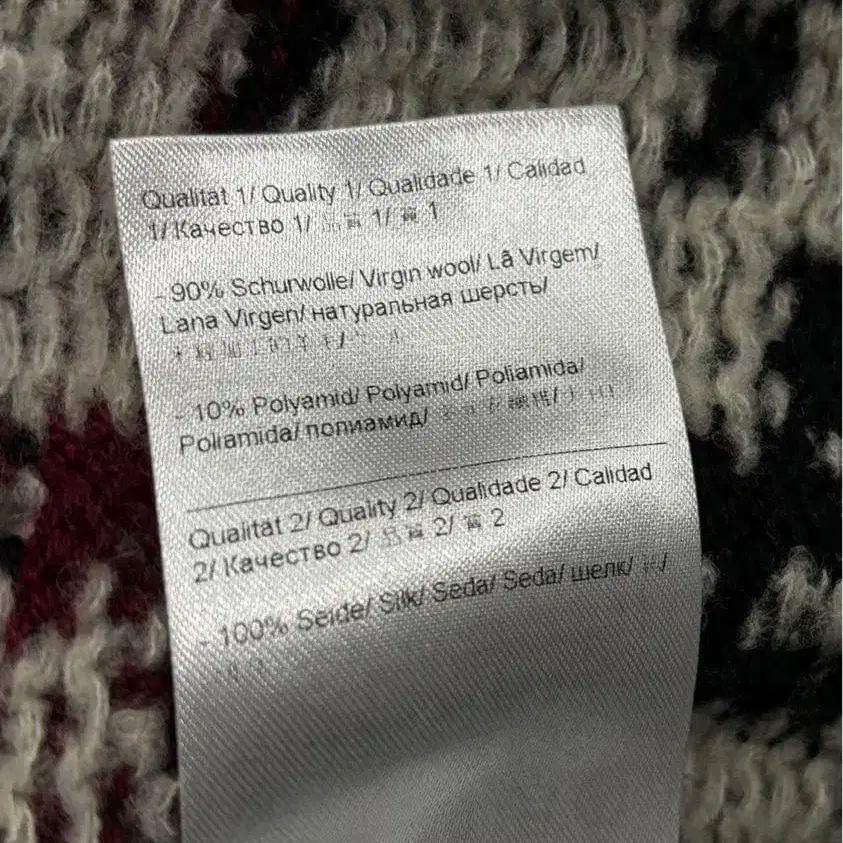 Qualität 1/ Quality 1/ Qualidade 1/ Calidad
1/ Качество 1/ 品質 1/ 質 1
- 90% Schurwolle/ Virgin wool/ Lã Virgem/
Lana Virgen/ натуральная шерсть/
- 10% Polyamid/ Polyamid/ Poliamida/
Poliamida/ полиамид/
Qualität 2/ Quality 2/ Qualidade 2/ Calidad
2/ Качество 2/ 品質 2/ 質 2
- 100% Seide/ Silk/ Seda/ Seda/ шелк/